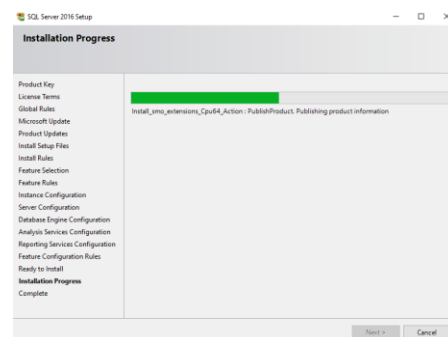 SQL Server 2016 Setup
Installation Progress
Product Key
License Terms
Global Rules
Microsoft Update
Product Updates
Install Setup Files
Install Rules
Feature Selection
Feature Rules
Instance Configuration
Server Configuration
Database Engine Configuration
Analysis Services Configuration
Reporting Services Configuration
Feature Configuration Rules
Ready to Install
Installation Progress
Complete
Install_smo_extensions_Cpu64_Action : PublishProduct. Publishing product information
Next >
Cancel